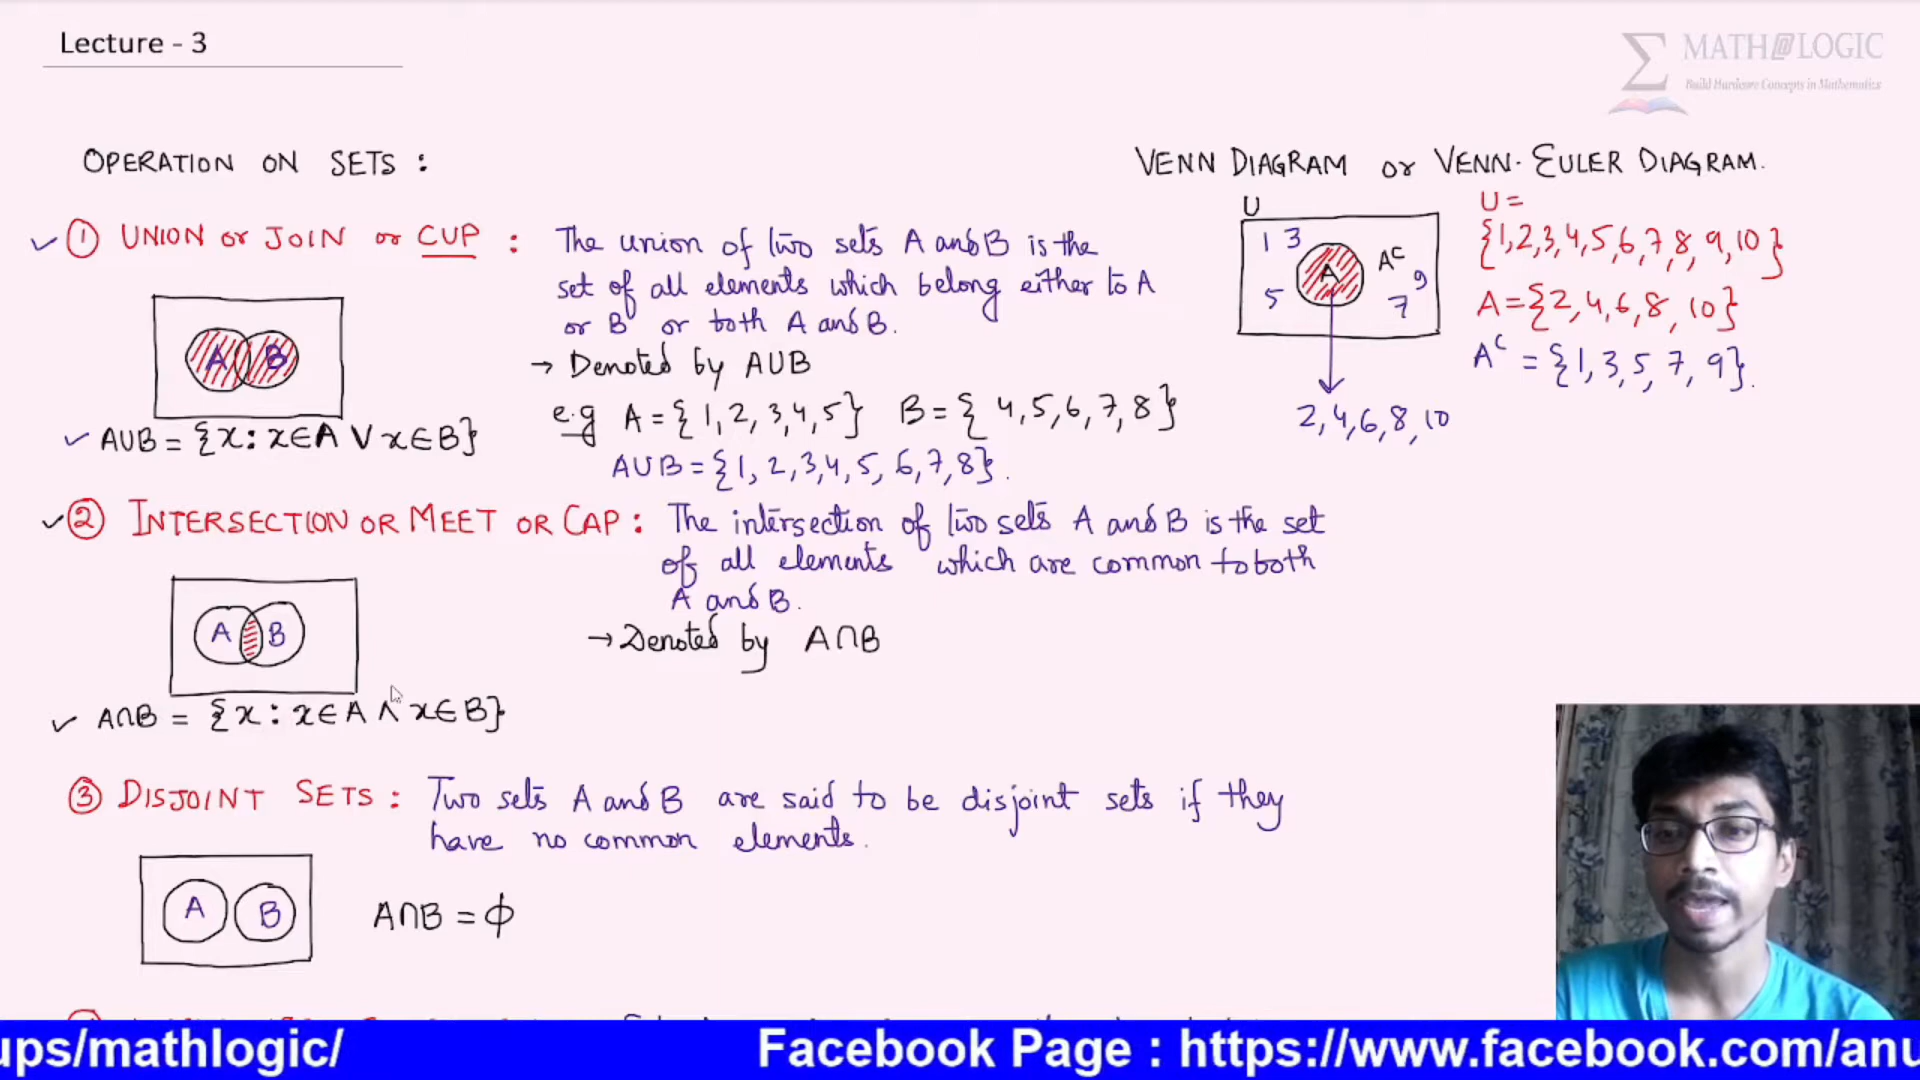 Lecture - 3
MATH@LOGIC
Build Hardcore Concepts in Mathematics
OPERATION ON SETS :
① UNION or JOIN or CUP : The union of two sets A and B is the
set of all elements which belong either to A
or B or both A and B.
→ Denoted by A∪B
e.g A = {1, 2, 3, 4, 5} B = {4, 5, 6, 7, 8}
A∪B = {1, 2, 3, 4, 5, 6, 7, 8}.
A B
A∪B = {x : x ∈ A ∨ x ∈ B}
② INTERSECTION OR MEET OR CAP : The intersection of two sets A and B is the set
of all elements which are common to both
A and B.
→ Denoted by A∩B
A B
A∩B = {x : x ∈ A ∧ x ∈ B}
③ DISJOINT SETS : Two sets A and B are said to be disjoint sets if they
have no common elements.
A B
A∩B = φ
VENN DIAGRAM or VENN-EULER DIAGRAM.
U
1 3
A
Aᶜ
5
7 9
2, 4, 6, 8, 10
U =
{1, 2, 3, 4, 5, 6, 7, 8, 9, 10}
A = {2, 4, 6, 8, 10}
Aᶜ = {1, 3, 5, 7, 9}.
ups/mathlogic/ Facebook Page : https://www.facebook.com/anu